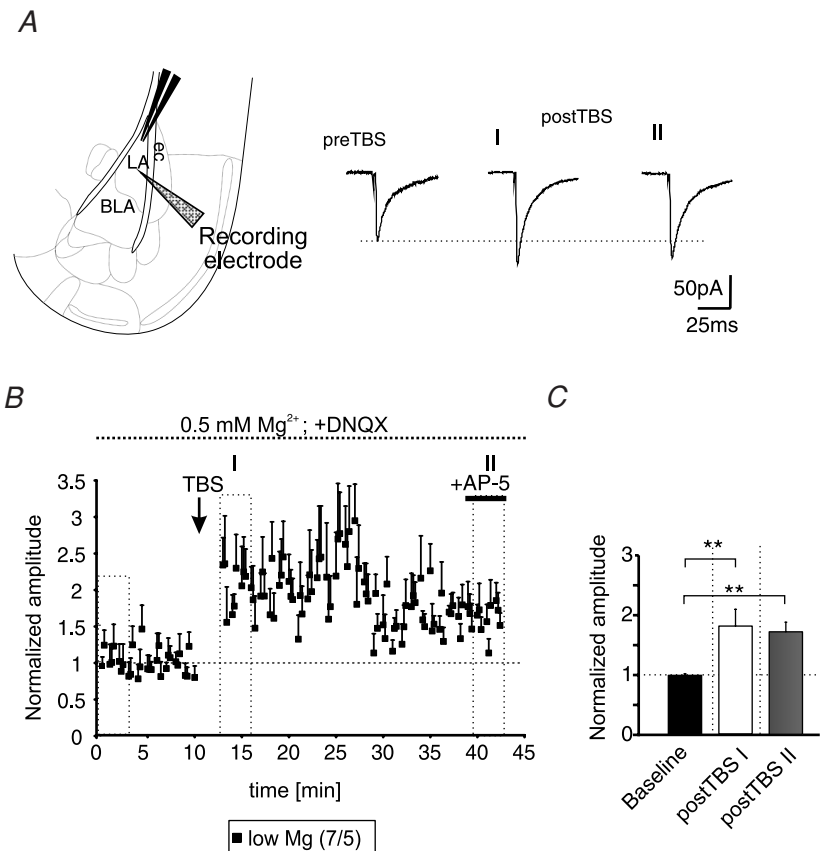 A
preTBS
I
postTBS
II
LA
ec
BLA
Recording
electrode
50pA
25ms
B
0.5 mM Mg²⁺; +DNQX
I
II
TBS
+AP-5
Normalized amplitude
3.5
3
2.5
2
1.5
1
0.5
0
0 5 10 15 20 25 30 35 40 45
time [min]
low Mg (7/5)
C
Normalized amplitude
3
2
1
0
**
**
Baseline
postTBS I
postTBS II